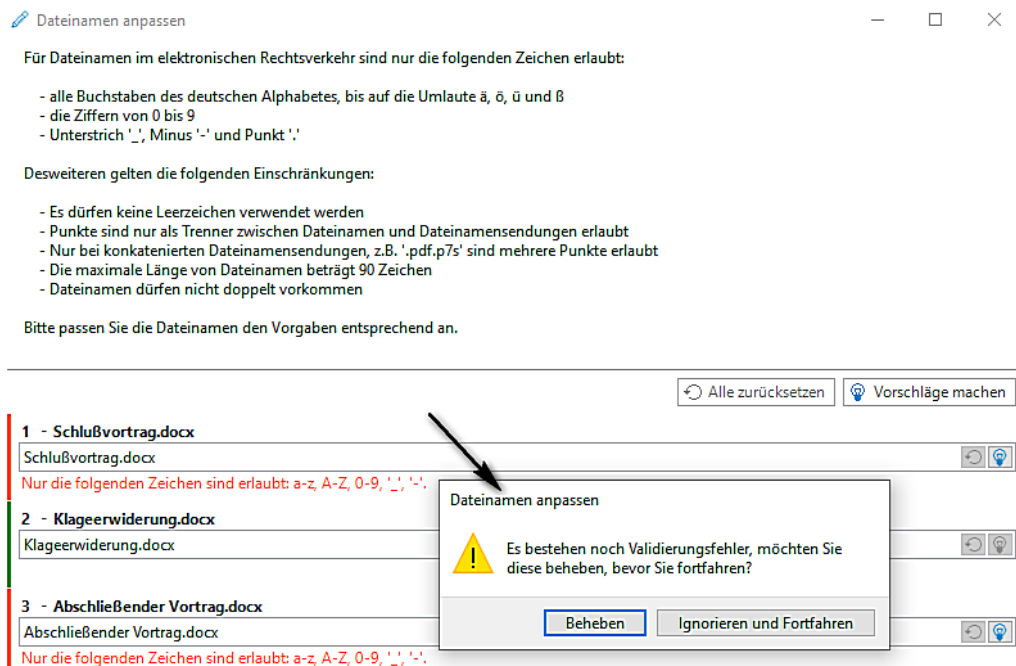 Dateinamen anpassen
Für Dateinamen im elektronischen Rechtsverkehr sind nur die folgenden Zeichen erlaubt:
- alle Buchstaben des deutschen Alphabetes, bis auf die Umlaute ä, ö, ü und ß
- die Ziffern von 0 bis 9
- Unterstrich '_', Minus '-' und Punkt '.'
Desweiteren gelten die folgenden Einschränkungen:
- Es dürfen keine Leerzeichen verwendet werden
- Punkte sind nur als Trenner zwischen Dateinamen und Dateinamensendungen erlaubt
- Nur bei konkatenierten Dateinamensendungen, z.B. '.pdf.p7s' sind mehrere Punkte erlaubt
- Die maximale Länge von Dateinamen beträgt 90 Zeichen
- Dateinamen dürfen nicht doppelt vorkommen
Bitte passen Sie die Dateinamen den Vorgaben entsprechend an.
Alle zurücksetzen Vorschläge machen
1 - Schlußvortrag.docx
Schlußvortrag.docx
Nur die folgenden Zeichen sind erlaubt: a-z, A-Z, 0-9, '_', '-'.
2 - Klageerwiderung.docx
Klageerwiderung.docx
3 - Abschließender Vortrag.docx
Abschließender Vortrag.docx
Nur die folgenden Zeichen sind erlaubt: a-z, A-Z, 0-9, '_', '-'.
Dateinamen anpassen
Es bestehen noch Validierungsfehler, möchten Sie
diese beheben, bevor Sie fortfahren?
Beheben Ignorieren und Fortfahren